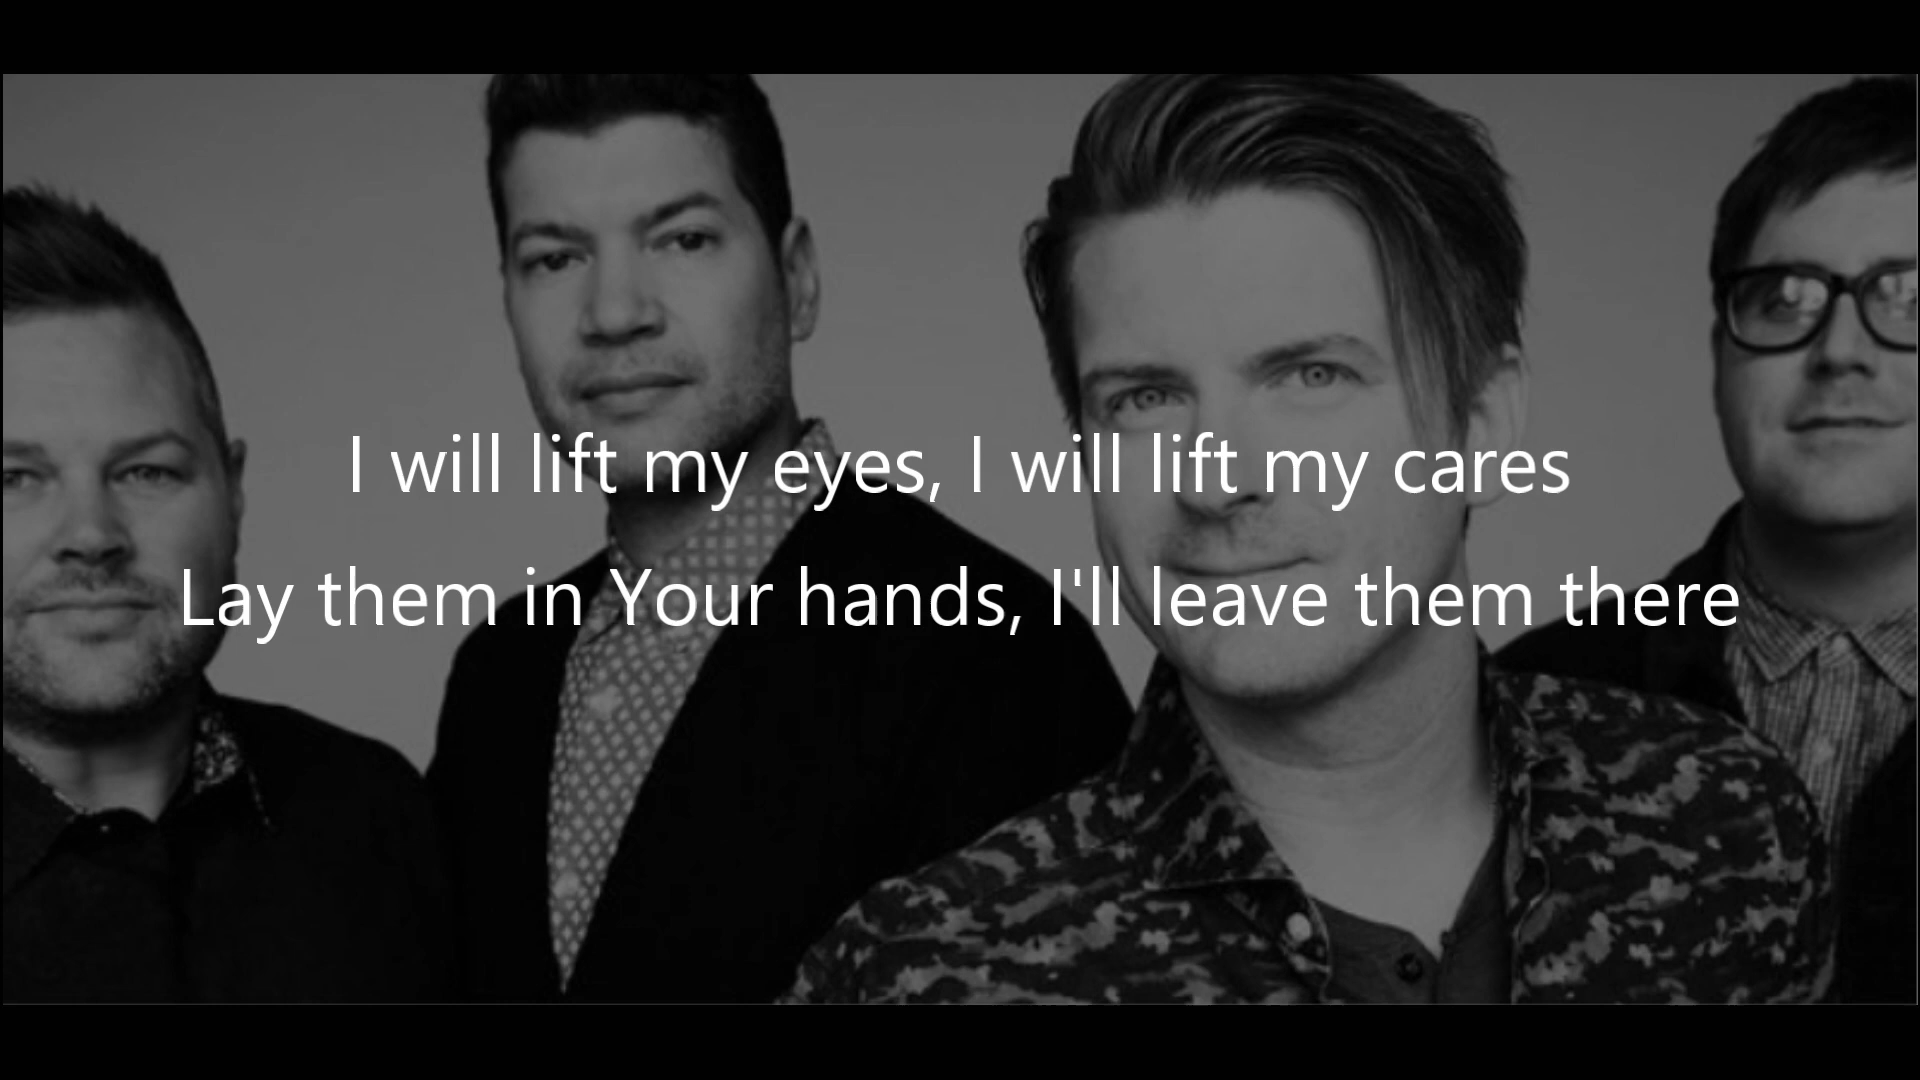 I will lift my eyes, I will lift my cares
Lay them in Your hands, I'll leave them there